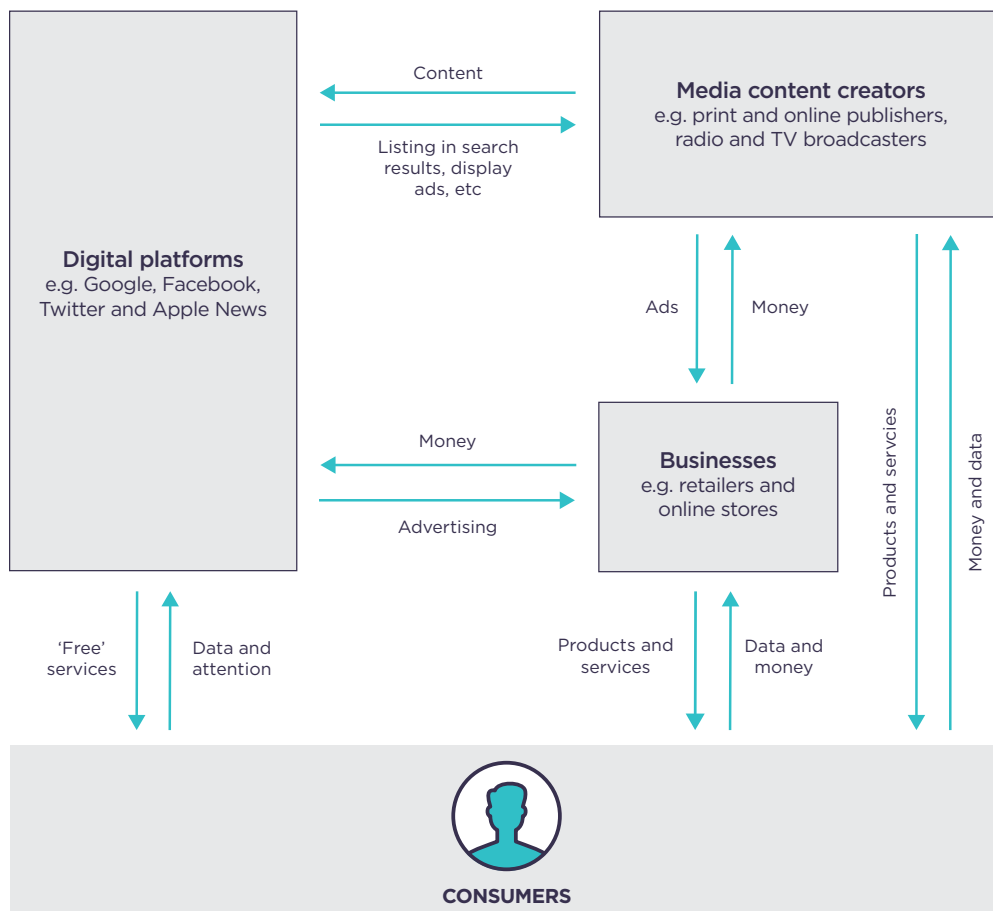 Content
Listing in search
results, display
ads, etc
Media content creators
e.g. print and online publishers,
radio and TV broadcasters
Digital platforms
e.g. Google, Facebook,
Twitter and Apple News
Ads
Money
Money
Advertising
Businesses
e.g. retailers and
online stores
Products and servcies
Money and data
‘Free’
services
Data and
attention
Products and
services
Data and
money
CONSUMERS